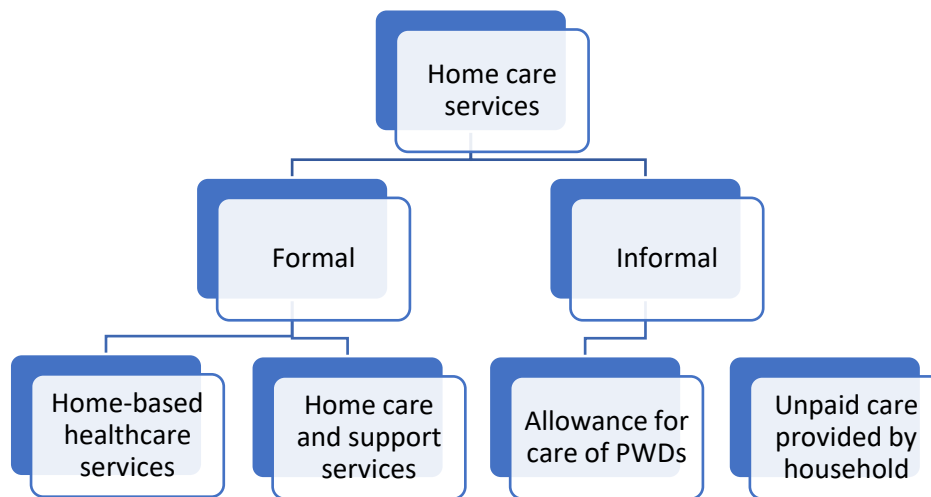 Home care
services
Formal
Informal
Home-based
healthcare
services
Home care
and support
services
Allowance for
care of PWDs
Unpaid care
provided by
household